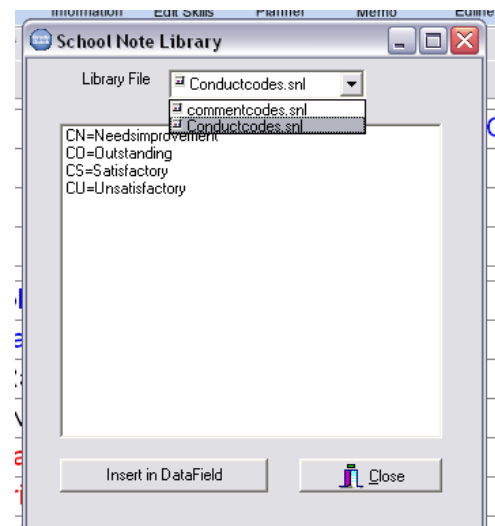 Information Edit Skills Planner Memo Edline
School Note Library
Library File Conductcodes.snl
commentcodes.snl
Conductcodes.snl
CN=Needsimprovement
CO=Outstanding
CS=Satisfactory
CU=Unsatisfactory
Insert in DataField Close